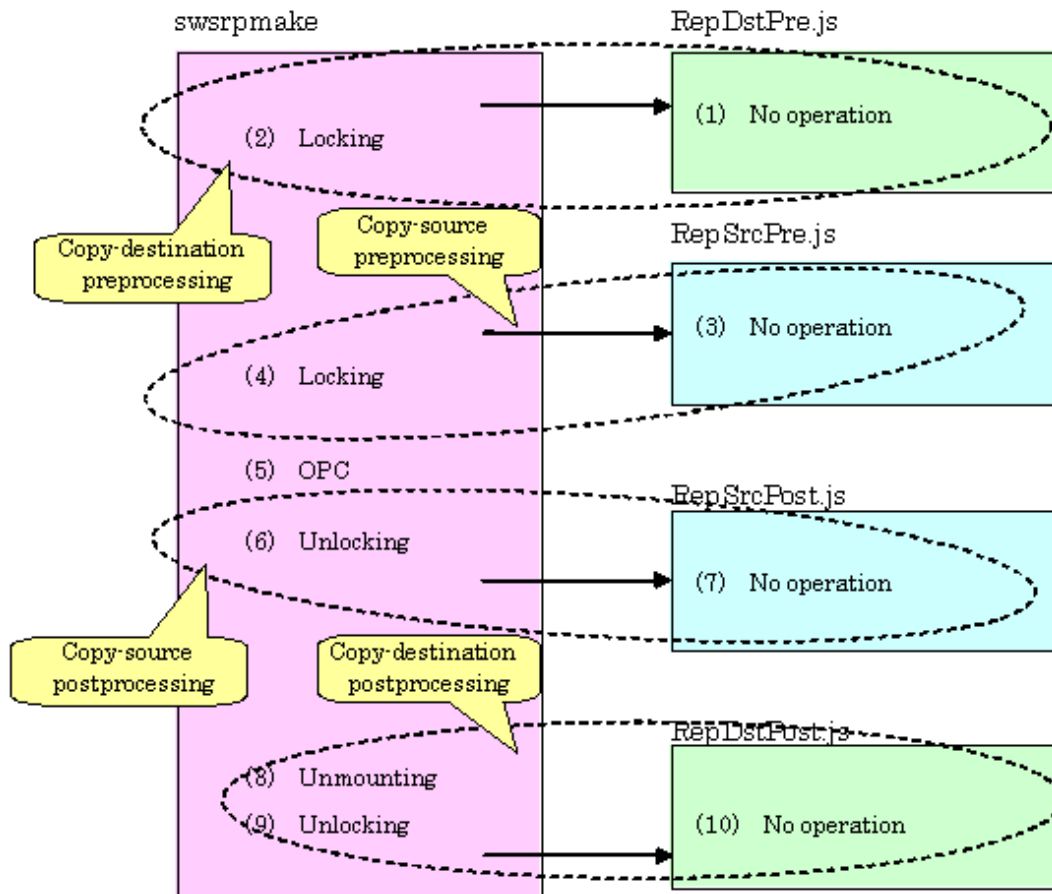 swsrpmake
RepDstPre.js
(1) No operation
(2) Locking
Copy-destination
preprocessing
Copy-source
preprocessing
RepSrcPre.js
(3) No operation
(4) Locking
(5) OPC
RepSrcPost.js
(6) Unlocking
(7) No operation
Copy-source
postprocessing
Copy-destination
postprocessing
RepDstPost.js
(8) Unmounting
(9) Unlocking
(10) No operation